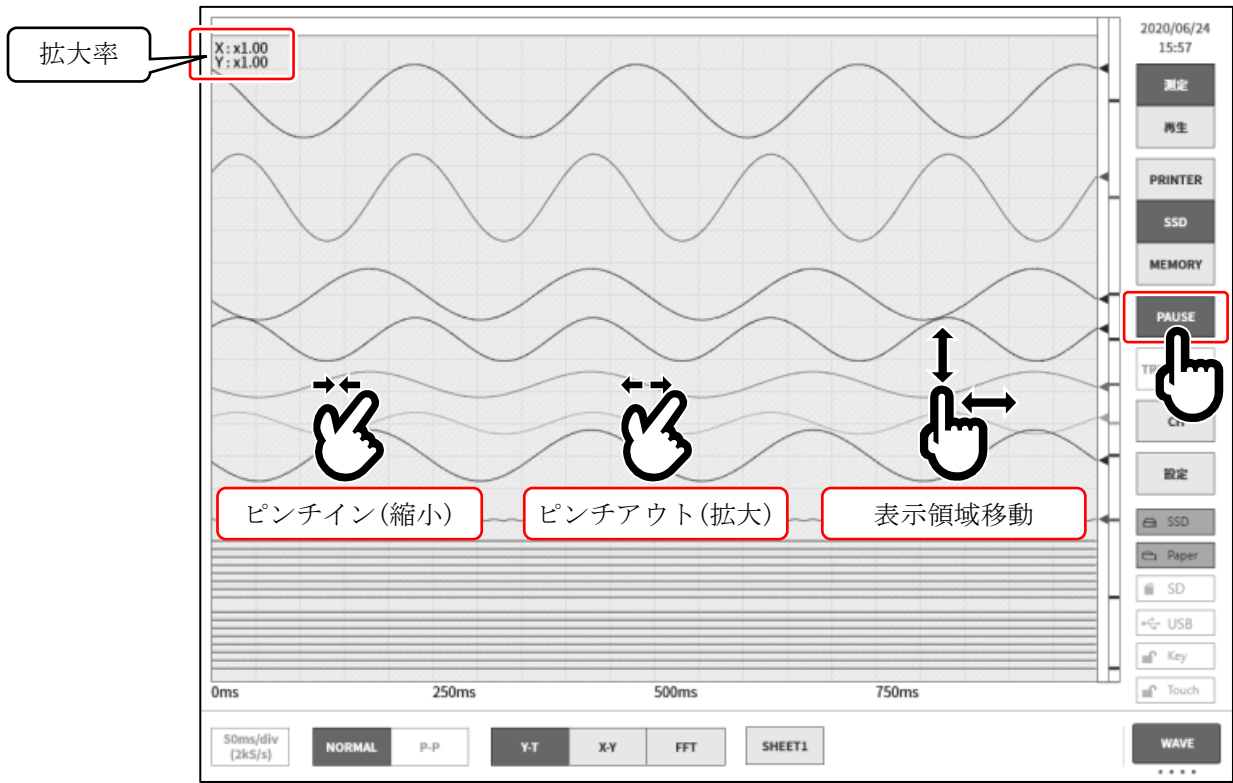 拡大率
X:x1.00
Y:x1.00
2020/06/24
15:57
測定
再生
PRINTER
SSD
MEMORY
PAUSE
設定
SSD
Paper
SD
USB
Key
Touch
ピンチイン(縮小)
ピンチアウト(拡大)
表示領域移動
0ms
250ms
500ms
750ms
50ms/div
(2kS/s)
NORMAL
P-P
Y-T
X-Y
FFT
SHEET1
WAVE